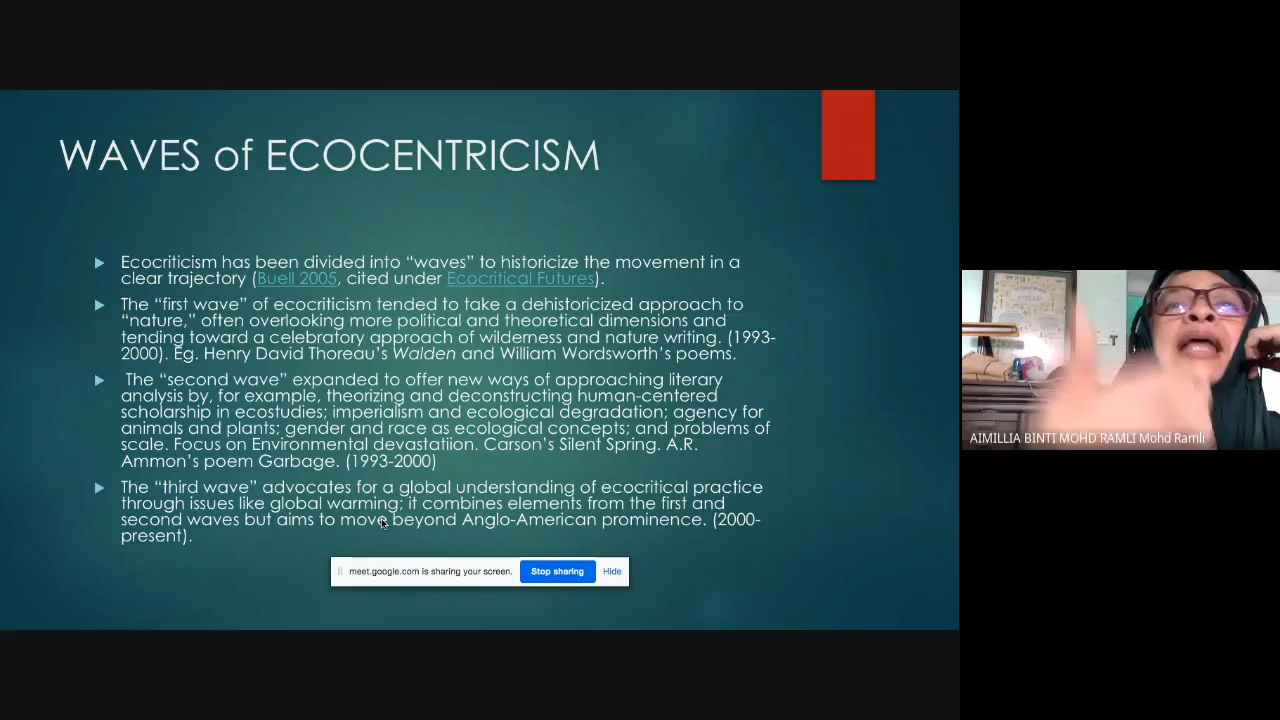 WAVES of ECOCENTRICISM
Ecocriticism has been divided into “waves” to historicize the movement in a
clear trajectory (Buell 2005, cited under Ecocritical Futures).
The “first wave” of ecocriticism tended to take a dehistoricized approach to
“nature,” often overlooking more political and theoretical dimensions and
tending toward a celebratory approach of wilderness and nature writing. (1993-
2000). Eg. Henry David Thoreau’s Walden and William Wordsworth’s poems.
The “second wave” expanded to offer new ways of approaching literary
analysis by, for example, theorizing and deconstructing human-centered
scholarship in ecostudies; imperialism and ecological degradation; agency for
animals and plants; gender and race as ecological concepts; and problems of
scale. Focus on Environmental devastatiion. Carson’s Silent Spring. A.R.
Ammon’s poem Garbage. (1993-2000)
The “third wave” advocates for a global understanding of ecocritical practice
through issues like global warming; it combines elements from the first and
second waves but aims to move beyond Anglo-American prominence. (2000-
present).
meet.google.com is sharing your screen. Stop sharing Hide
AIMILLIA BINTI MOHD RAMLI Mohd Ramli